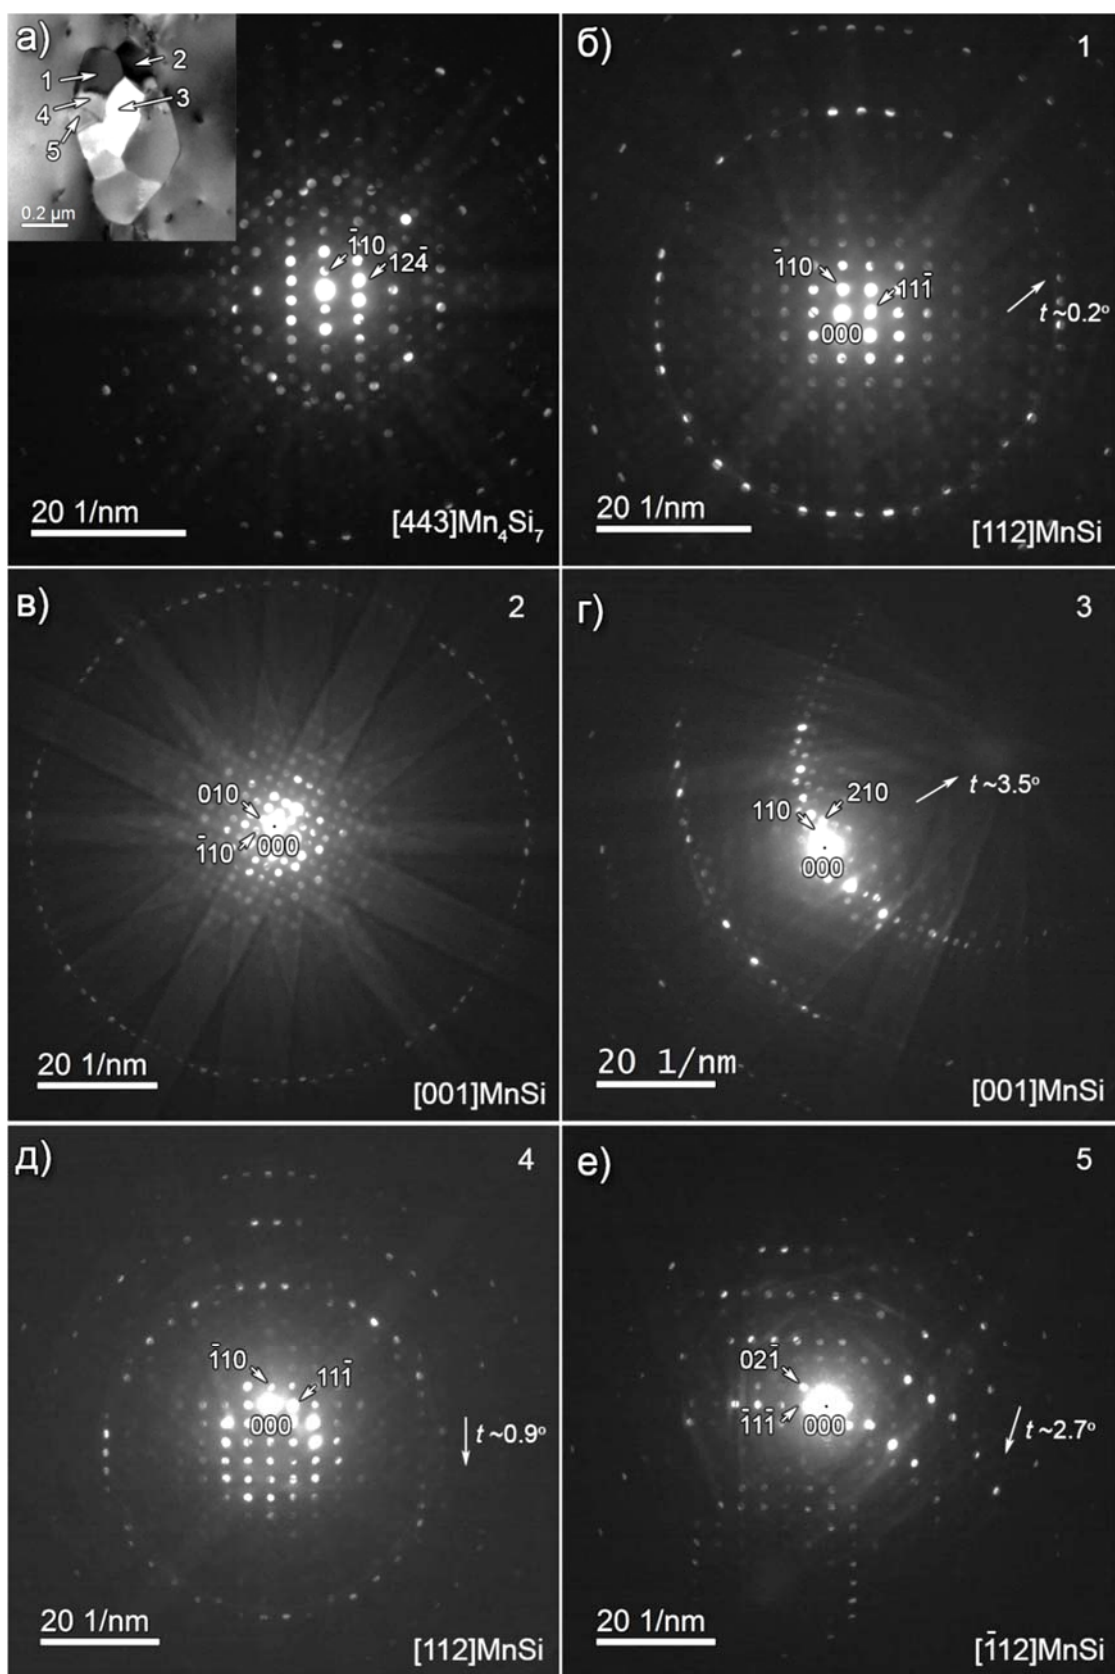 а)
1
2
4
3
5
0.2 µm
1̅10
124̅
20 1/nm
[443]Mn₄Si₇
б)
1
1̅10
111̅
000
t ~0.2°
20 1/nm
[112]MnSi
в)
2
010
1̅10
000
20 1/nm
[001]MnSi
г)
3
110
210
000
t ~3.5°
20 1/nm
[001]MnSi
д)
4
1̅10
111̅
000
t ~0.9°
20 1/nm
[112]MnSi
е)
5
021̅
1̅11̅
000
t ~2.7°
20 1/nm
[1̅12]MnSi